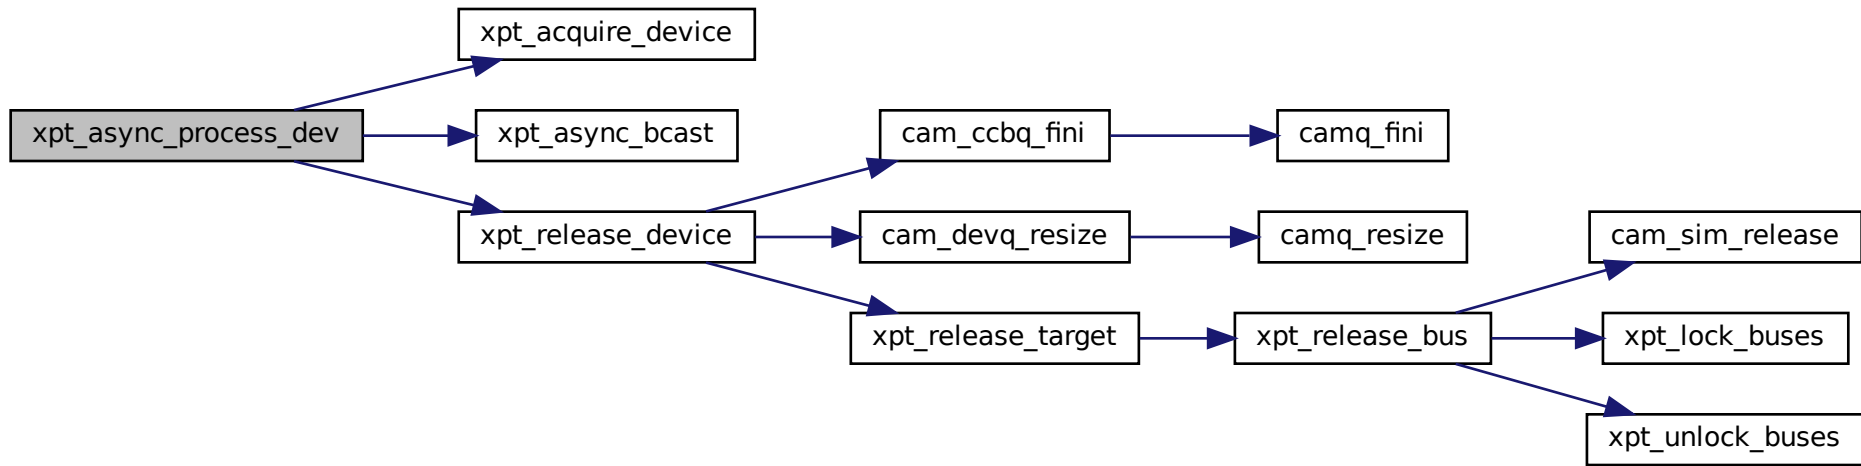 xpt_acquire_device
xpt_async_process_dev
xpt_async_bcast
cam_ccbq_fini
camq_fini
xpt_release_device
cam_devq_resize
camq_resize
cam_sim_release
xpt_release_target
xpt_release_bus
xpt_lock_buses
xpt_unlock_buses